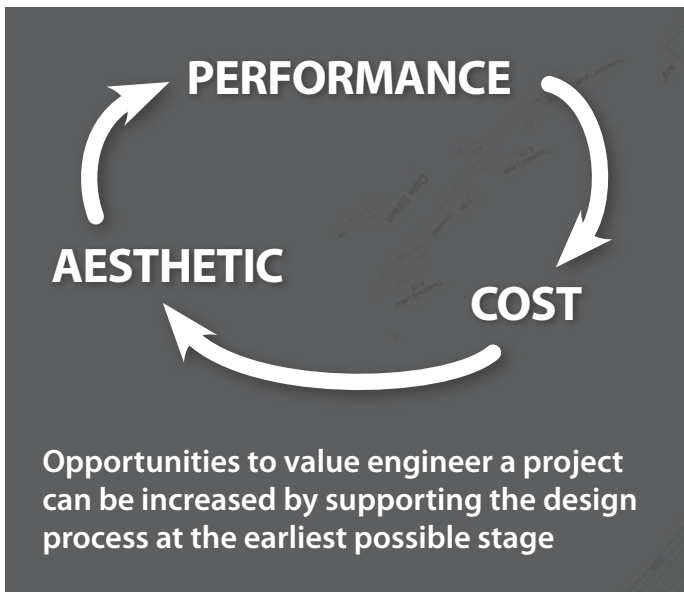 PERFORMANCE
AESTHETIC
COST
Opportunities to value engineer a project
can be increased by supporting the design
process at the earliest possible stage